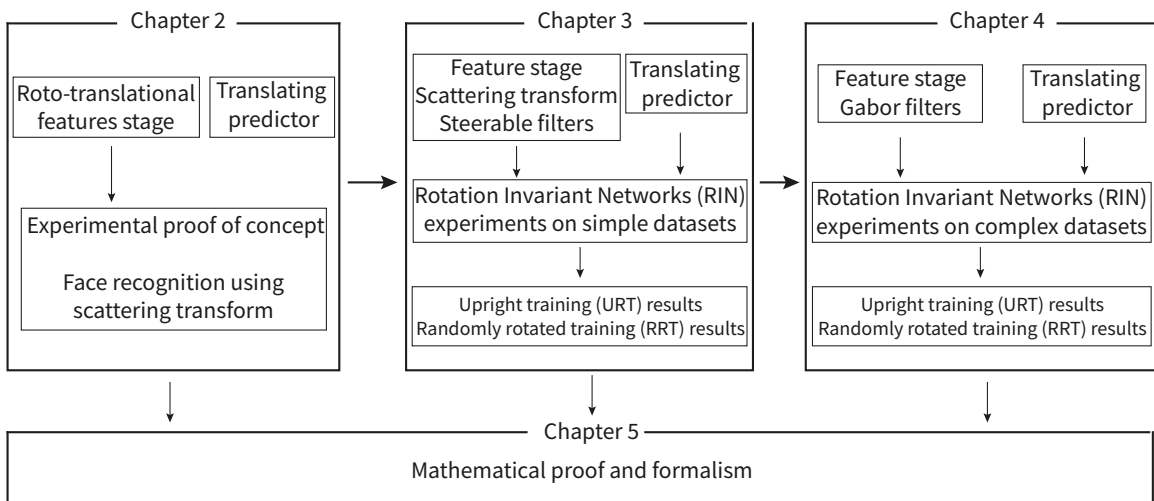 Chapter 2
Roto-translational
features stage
Translating
predictor
Experimental proof of concept
Face recognition using
scattering transform
Chapter 3
Feature stage
Scattering transform
Steerable filters
Translating
predictor
Rotation Invariant Networks (RIN)
experiments on simple datasets
Upright training (URT) results
Randomly rotated training (RRT) results
Chapter 4
Feature stage
Gabor filters
Translating
predictor
Rotation Invariant Networks (RIN)
experiments on complex datasets
Upright training (URT) results
Randomly rotated training (RRT) results
Chapter 5
Mathematical proof and formalism